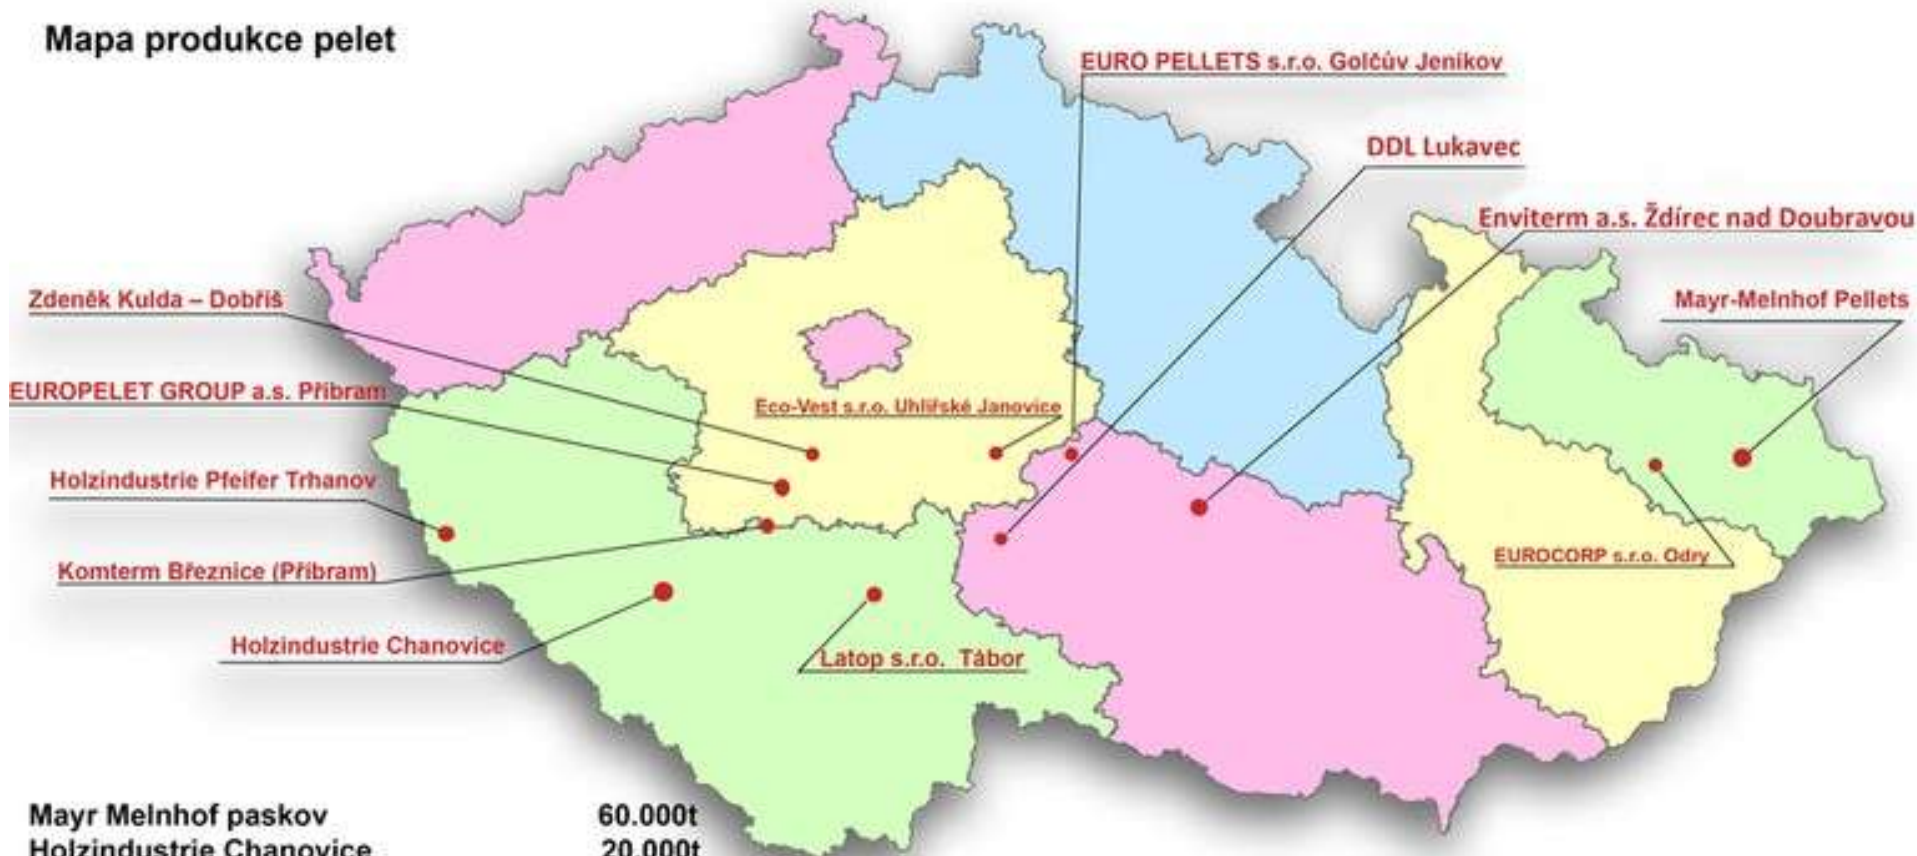 Mapa produkce pelet
EURO PELLETS s.r.o. Golčův Jeníkov
DDL Lukavec
Enviterm a.s. Ždírec nad Doubravou
Zdeněk Kulda – Dobříš
Mayr-Melnhof Pellets
EUROPELET GROUP a.s. Příbram
Eco-Vest s.r.o. Uhlířské Janovice
Holzindustrie Pfeifer Trhanov
EUROCORP s.r.o. Odry
Komterm Březnice (Příbram)
Holzindustrie Chanovice
Latop s.r.o. Tábor
Mayr Melnhof paskov 60.000t
Holzindustrie Chanovice 20.000t